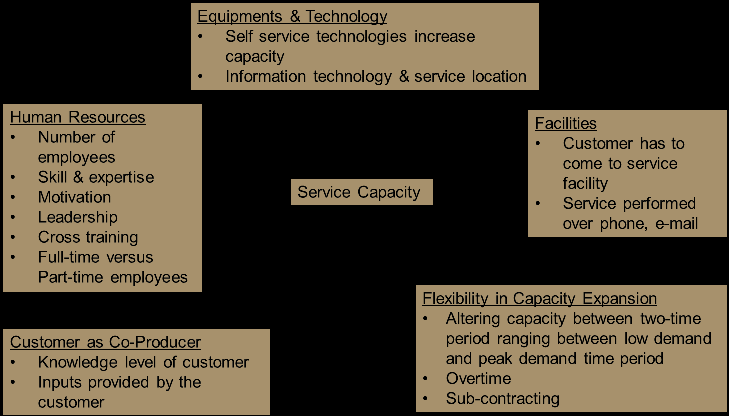 Equipments & Technology
• Self service technologies increase
capacity
• Information technology & service location
Human Resources
• Number of
employees
• Skill & expertise
• Motivation
• Leadership
• Cross training
• Full-time versus
Part-time employees
Facilities
• Customer has to
come to service
facility
• Service performed
over phone, e-mail
Service Capacity
Flexibility in Capacity Expansion
• Altering capacity between two-time
period ranging between low demand
and peak demand time period
• Overtime
• Sub-contracting
Customer as Co-Producer
• Knowledge level of customer
• Inputs provided by the
customer